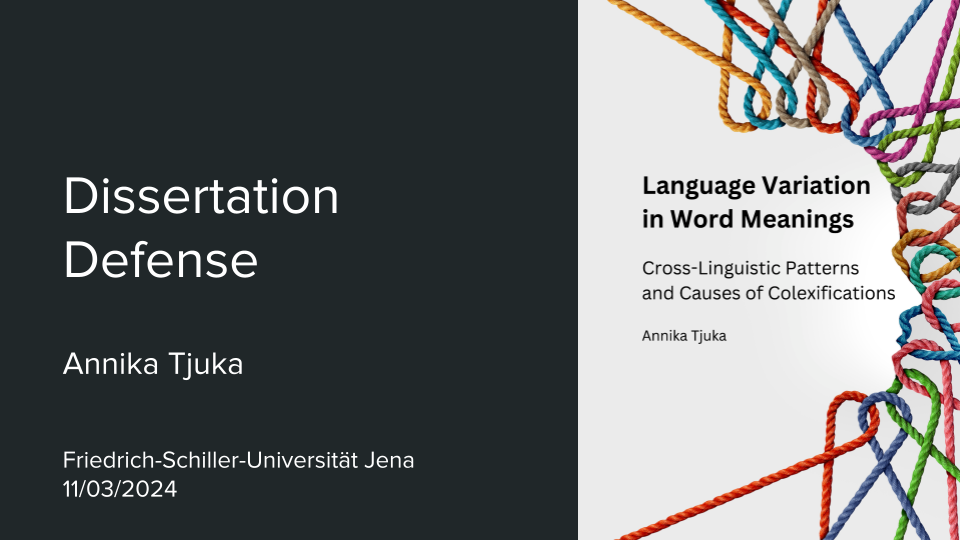 Dissertation
Defense
Annika Tjuka
Friedrich-Schiller-Universität Jena
11/03/2024
Language Variation
in Word Meanings
Cross-Linguistic Patterns
and Causes of Colexifications
Annika Tjuka